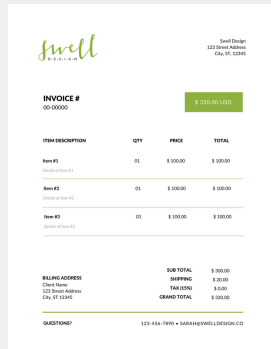 swell
DESIGN
Swell Design
123 Street Address
City, ST. 12345
INVOICE #
00-00000
$ 320.00 USD
ITEM DESCRIPTION QTY PRICE TOTAL
Item #1 01 $ 100.00 $ 100.00
Details of item #1
Item #2 01 $ 100.00 $ 100.00
Details of item #2
Item #3 01 $ 100.00 $ 100.00
Details of item #3
BILLING ADDRESS
Client Name
123 Street Address
City, ST 12345
SUB TOTAL $ 300.00
SHIPPING $ 20.00
TAX (15%) $ 0.00
GRAND TOTAL $ 320.00
QUESTIONS? 123-456-7890 • SARAH@SWELLDESIGN.CO